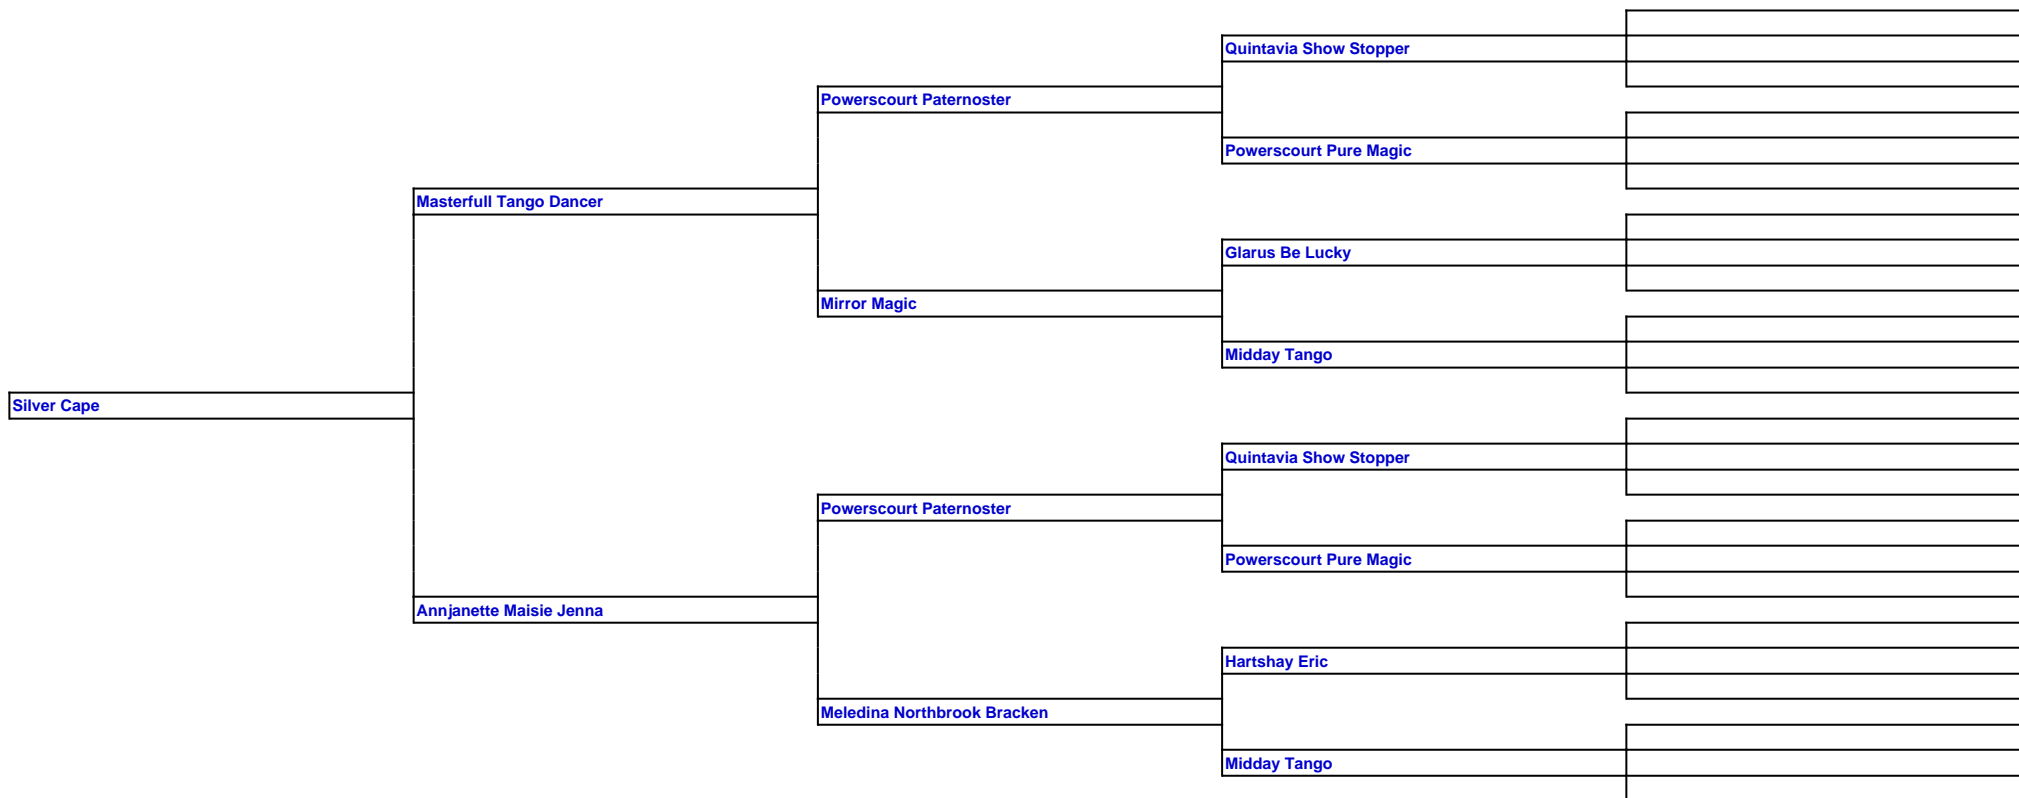 Quintavia Show Stopper
Powerscourt Paternoster
Powerscourt Pure Magic
Masterfull Tango Dancer
Glarus Be Lucky
Mirror Magic
Midday Tango
Silver Cape
Quintavia Show Stopper
Powerscourt Paternoster
Powerscourt Pure Magic
Annjanette Maisie Jenna
Hartshay Eric
Meledina Northbrook Bracken
Midday Tango